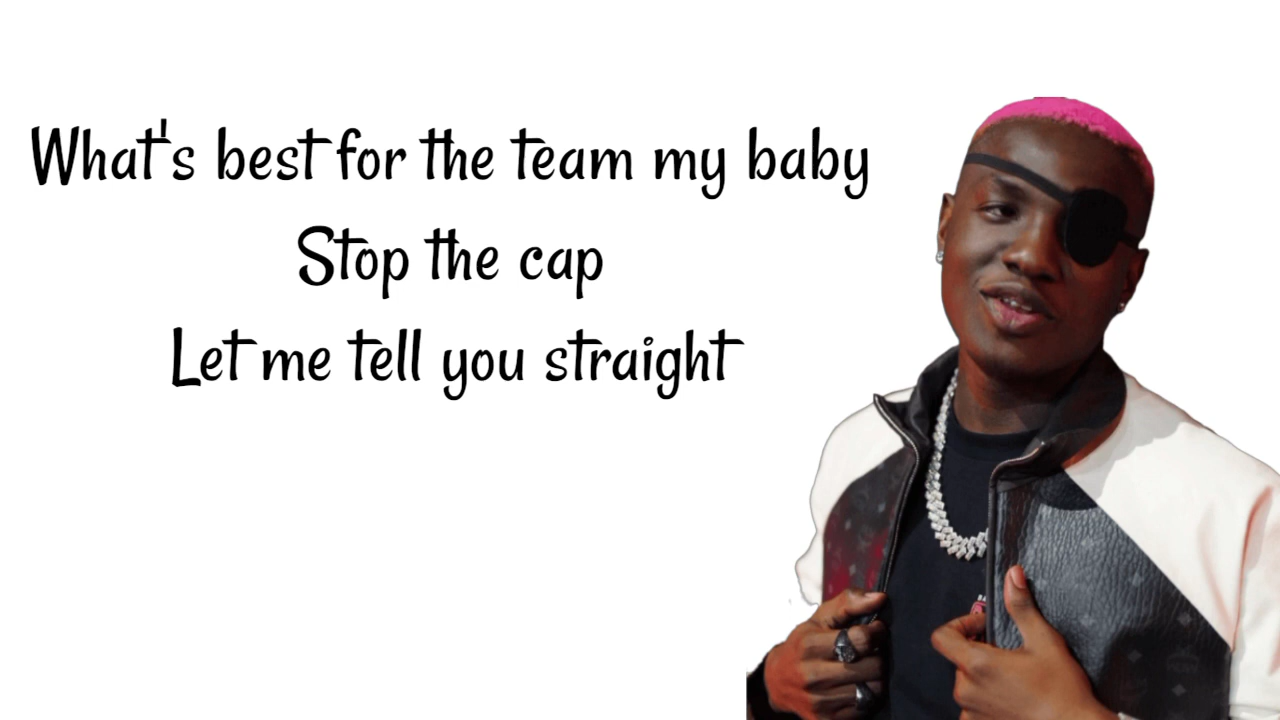 What's best for the team my baby
Stop the cap
Let me tell you straight